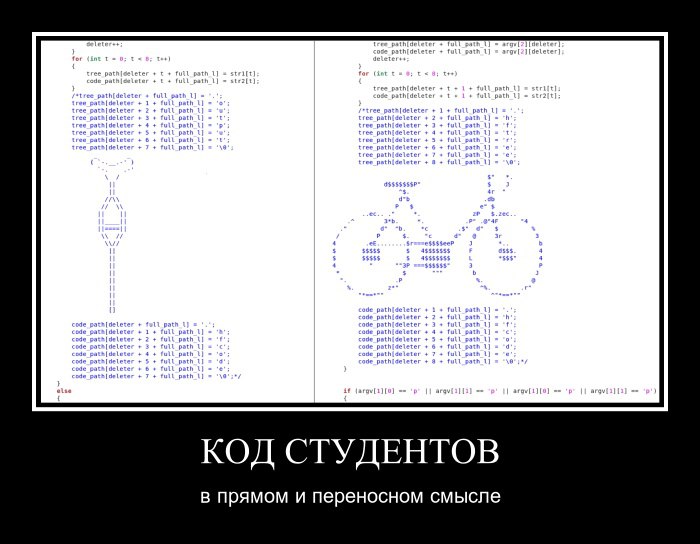 deleter++;
}
for (int t = 0; t < 8; t++)
{
tree_path[deleter + t + full_path_l] = str1[t];
code_path[deleter + t + full_path_l] = str2[t];
}
/*tree_path[deleter + full_path_l] = '.';
tree_path[deleter + 1 + full_path_l] = 'o';
tree_path[deleter + 2 + full_path_l] = 'u';
tree_path[deleter + 3 + full_path_l] = 't';
tree_path[deleter + 4 + full_path_l] = 'p';
tree_path[deleter + 5 + full_path_l] = 'u';
tree_path[deleter + 6 + full_path_l] = 't';
tree_path[deleter + 7 + full_path_l] = '\0';
code_path[deleter + full_path_l] = '.';
code_path[deleter + 1 + full_path_l] = 'h';
code_path[deleter + 2 + full_path_l] = 'f';
code_path[deleter + 3 + full_path_l] = 'c';
code_path[deleter + 4 + full_path_l] = 'o';
code_path[deleter + 5 + full_path_l] = 'd';
code_path[deleter + 6 + full_path_l] = 'e';
code_path[deleter + 7 + full_path_l] = '\0';*/
}
else
{
tree_path[deleter + full_path_l] = argv[2][deleter];
code_path[deleter + full_path_l] = argv[2][deleter];
deleter++;
}
for (int t = 0; t < 8; t++)
{
tree_path[deleter + t + 1 + full_path_l] = str1[t];
code_path[deleter + t + 1 + full_path_l] = str2[t];
}
/*tree_path[deleter + 1 + full_path_l] = '.';
tree_path[deleter + 2 + full_path_l] = 'h';
tree_path[deleter + 3 + full_path_l] = 'f';
tree_path[deleter + 4 + full_path_l] = 't';
tree_path[deleter + 5 + full_path_l] = 'r';
tree_path[deleter + 6 + full_path_l] = 'e';
tree_path[deleter + 7 + full_path_l] = 'e';
tree_path[deleter + 8 + full_path_l] = '\0';
code_path[deleter + 1 + full_path_l] = '.';
code_path[deleter + 2 + full_path_l] = 'h';
code_path[deleter + 3 + full_path_l] = 'f';
code_path[deleter + 4 + full_path_l] = 'c';
code_path[deleter + 5 + full_path_l] = 'o';
code_path[deleter + 6 + full_path_l] = 'd';
code_path[deleter + 7 + full_path_l] = 'e';
code_path[deleter + 8 + full_path_l] = '\0';*/
}
if (argv[1][0] == 'p' || argv[1][1] == 'p' || argv[1][0] == 'p' || argv[1][1] == 'p')
{
КОД СТУДЕНТОВ
в прямом и переносном смысле